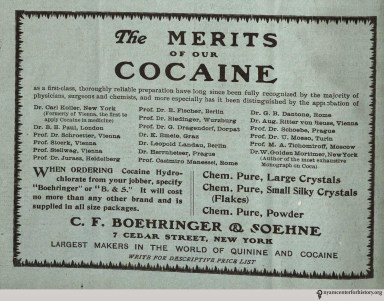 The MERITS
OF OUR
COCAINE
as a first-class, thoroughly reliable preparation have long since been fully recognized by the majority of
physicians, surgeons and chemists, and more especially has it been distinguished by the approbation of
Dr. Carl Koller, New York
(Formerly of Vienna, the first to
apply Cocaine in medicine)
Dr. B. S. Paul, London
Prof. Dr. Schroetter, Vienna
Prof. Stoerk, Vienna
Prof. Stellwag, Vienna
Prof. Dr. Jurasz, Heidelberg
Prof. Dr. E. Fischer, Berlin
Prof. Dr. Riedinger, Wurzburg
Prof. Dr. G. Dragendorf, Dorpat
Dr. R. Emele, Graz
Dr. Leopold Landau, Berlin
Dr. Bernheimer, Prague
Prof. Casimiro Manassei, Rome
Dr. G. B. Dantone, Rome
Dr. Aug. Ritter von Reuss, Vienna
Prof. Dr. Schoebe, Prague
Prof. Dr. U. Mosso, Turin
Prof. M. A. Tichomiroff, Moscow
Dr. W. Golden Mortimer, New York
(Author of the most exhaustive
Monograph on Coca)
WHEN ORDERING Cocaine Hydro-
chlorate from your jobber, specify
"Boehringer" or "B. & S." It will cost
no more than any other brand and is
supplied in all size packages.
Chem. Pure, Large Crystals
Chem. Pure, Small Silky Crystals
(Flakes)
Chem. Pure, Powder
C. F. BOEHRINGER & SOEHNE
7 CEDAR STREET, NEW YORK
LARGEST MAKERS IN THE WORLD OF QUININE AND COCAINE
WRITE FOR DESCRIPTIVE PRICE LIST
nyamcenterforhistory.org